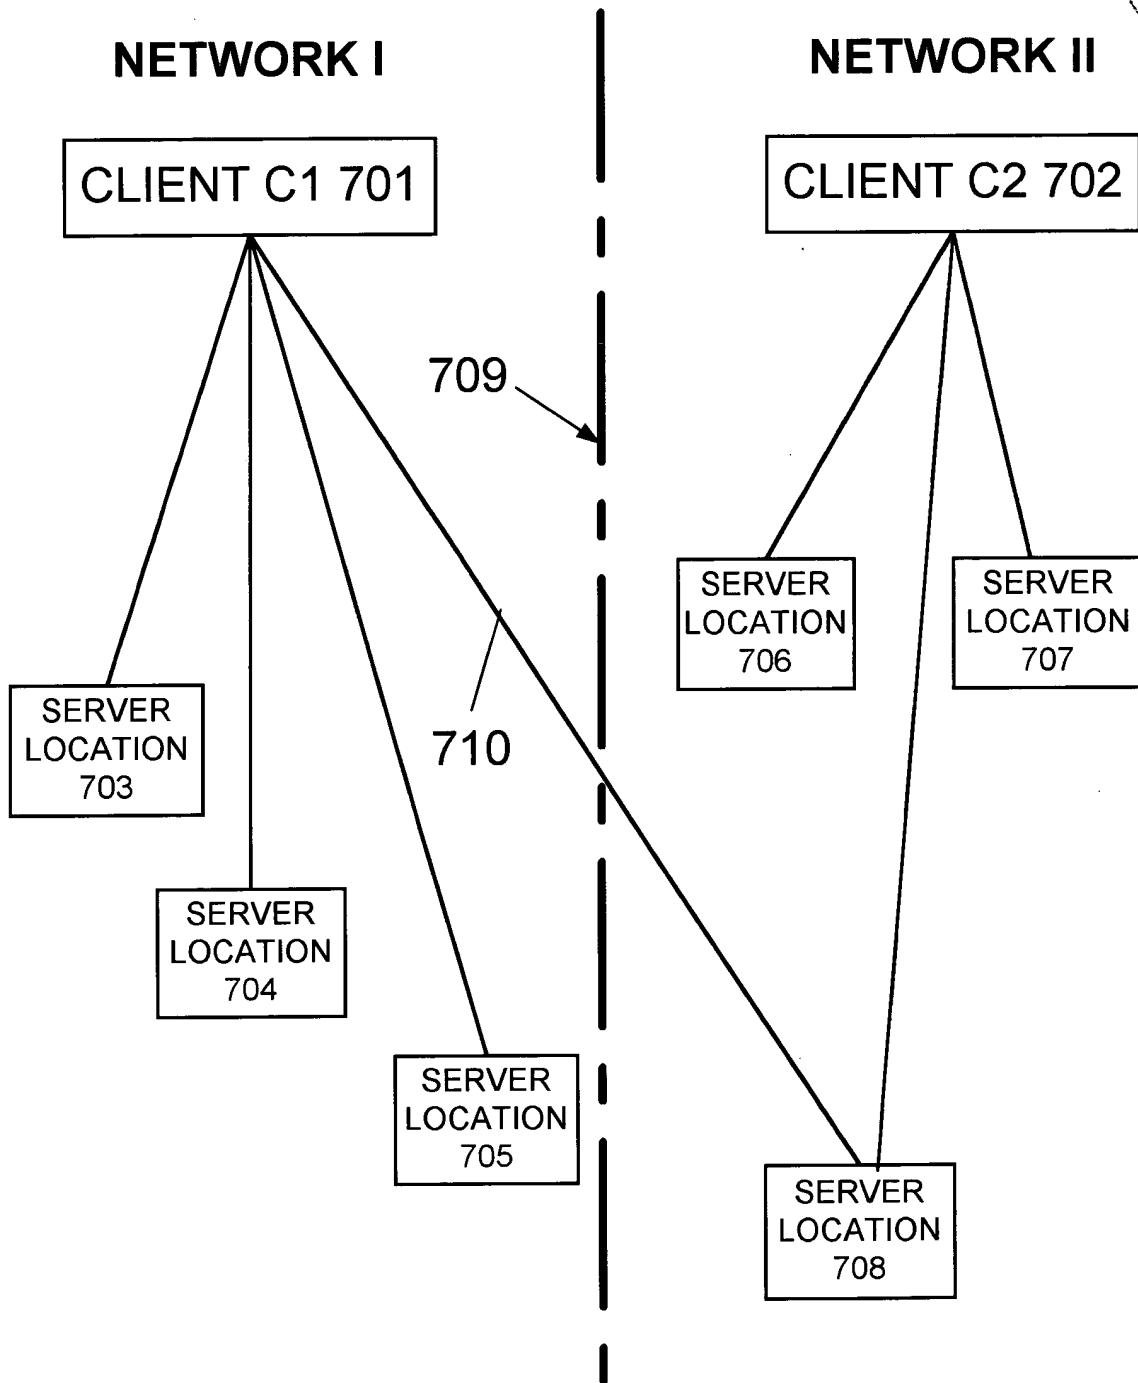 NETWORK I
NETWORK II
CLIENT C1 701
CLIENT C2 702
709
SERVER
LOCATION
706
SERVER
LOCATION
707
SERVER
LOCATION
703
710
SERVER
LOCATION
704
SERVER
LOCATION
705
SERVER
LOCATION
708